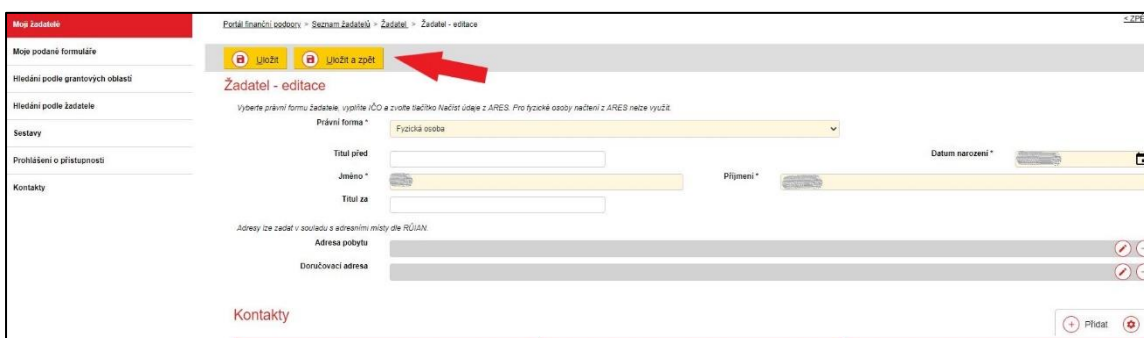 Moji žadatelé
Moje podané formuláře
Hledání podle grantových oblastí
Hledání podle žadatele
Sestavy
Prohlášení o přístupnosti
Kontakty
Portál finanční podpory > Seznam žadatelů > Žadatel > Žadatel - editace
< ZPĚ
Uložit
Uložit a zpět
Žadatel - editace
Vyberte právní formu žadatele, vyplňte IČO a zvolte tlačítko Načíst údaje z ARES. Pro fyzické osoby načtení z ARES nelze využít.
Právní forma *
Fyzická osoba
Titul před
Datum narození *
Jméno *
Příjmení *
Titul za
Adresy lze zadat v souladu s adresními místy dle RÚIAN.
Adresa pobytu
Doručovací adresa
Kontakty
Přidat